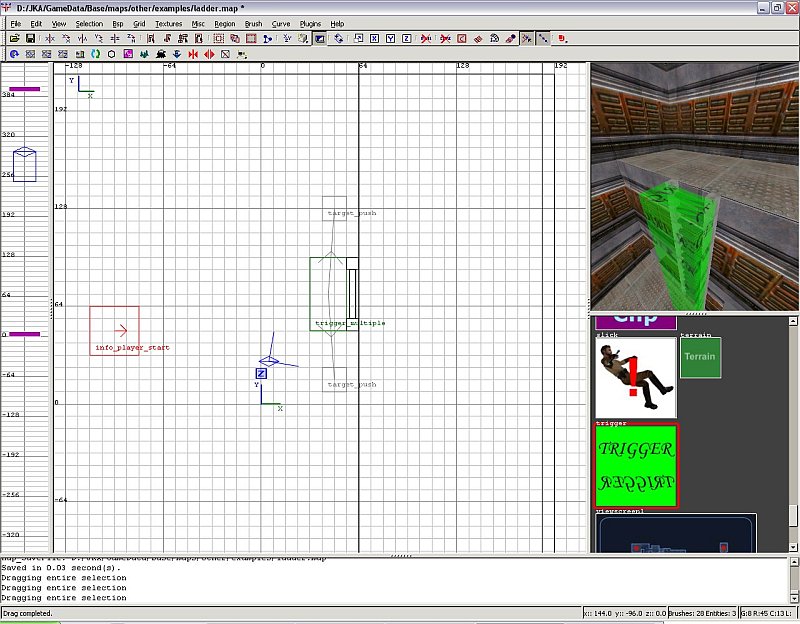 D:/JKA/GameData/Base/maps/other/examples/ladder.map *
File Edit View Selection Bsp Grid Textures Misc Region Brush Curve Plugins Help
-128 -64 0 64 128 192
Y
X
192
128
64
0
-64
384
320
256
192
128
64
0
-64
-128
-192
-256
-320
target_push
trigger_multiple
info_player_start
target_push
Z
Y
X
Clip
slick
terrain
Terrain
trigger
TRIGGER
TRIGGER
viewscreen1
map_savefile: D:/JKA/GameData/Base/maps/other/examples/ladder.map
Saved in 0.03 second(s).
Dragging entire selection
Dragging entire selection
Dragging entire selection
Drag completed.
x:: 144.0 y:: -96.0 z:: 0.0 Brushes: 28 Entities: 3 G:8 R:45 C:13 L: